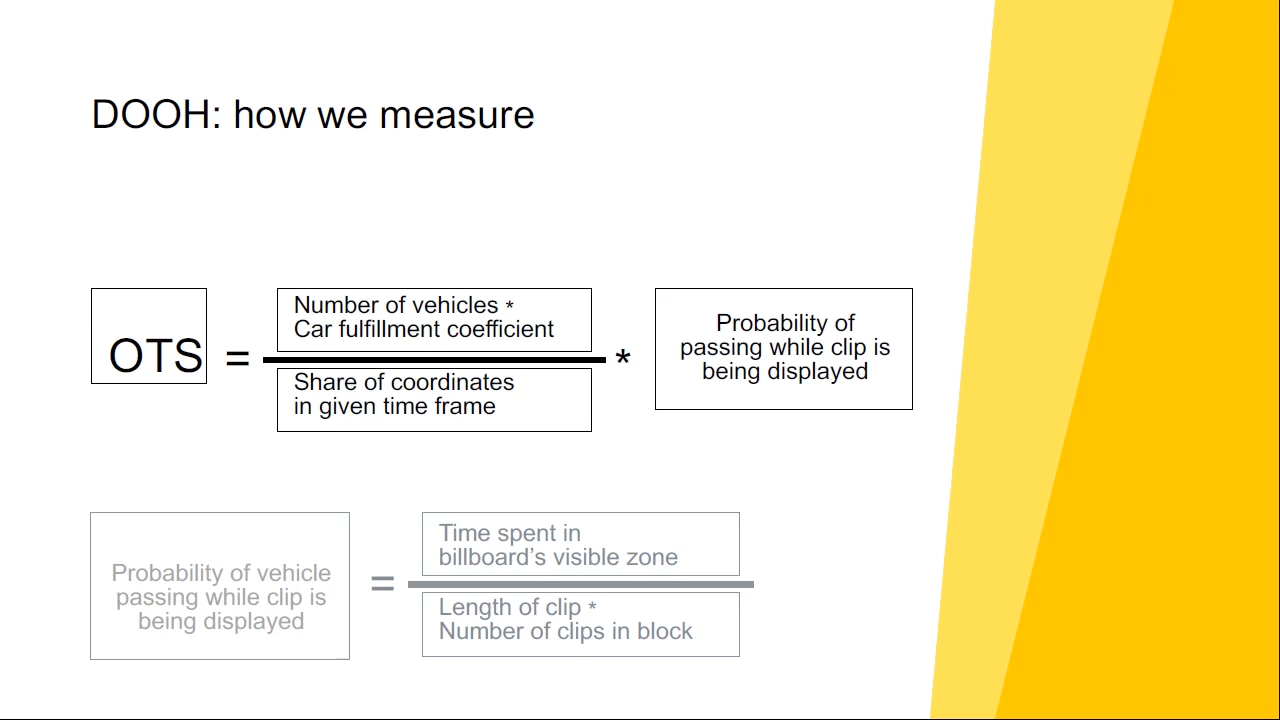 DOOH: how we measure
OTS
=
Number of vehicles *
Car fulfillment coefficient
Share of coordinates
in given time frame
*
Probability of
passing while clip is
being displayed
Probability of vehicle
passing while clip is
being displayed
=
Time spent in
billboard’s visible zone
Length of clip *
Number of clips in block